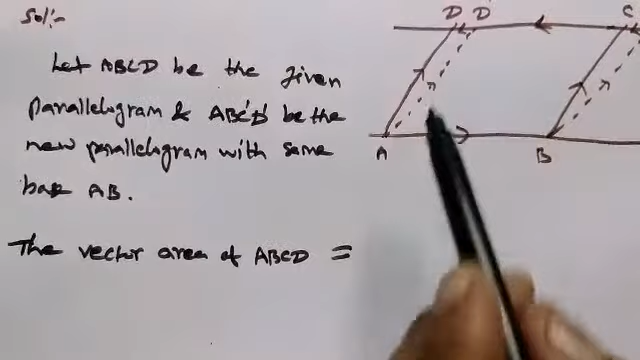 Sol:-
D D' C
Let ABCD be the given
parallelogram & ABC'D' be the
new parallelogram with same
base AB.
A B
The vector area of ABCD =